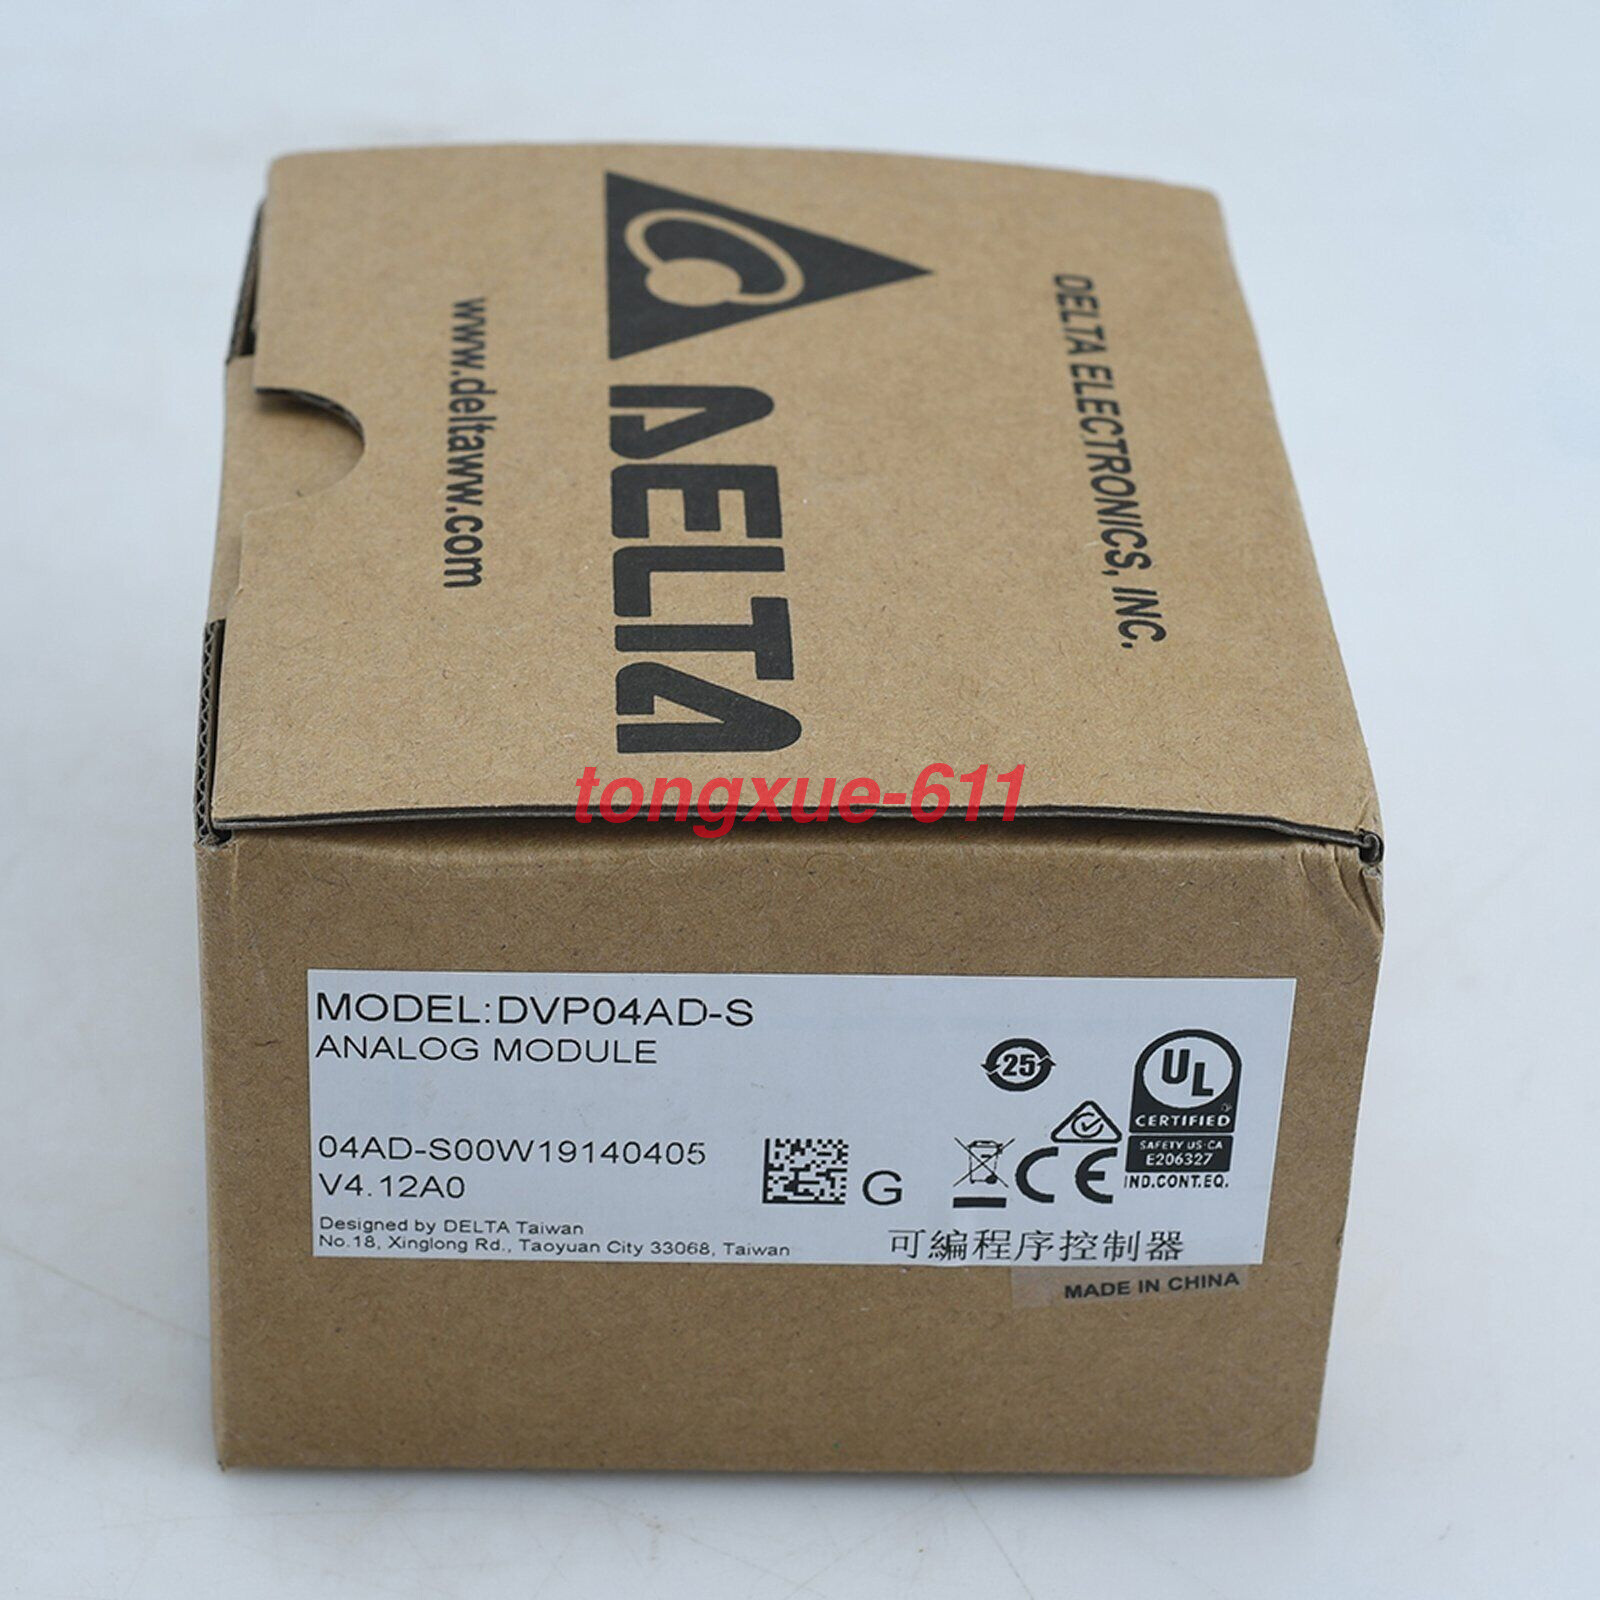 DELTA ELECTRONICS, INC.
DELTA
www.deltaww.com
tongxue-611
MODEL:DVP04AD-S
ANALOG MODULE
04AD-S00W19140405
V4.12A0
G
Designed by DELTA Taiwan
No.18, Xinglong Rd., Taoyuan City 33068, Taiwan
25
UL
CERTIFIED
SAFETY US-CA
E206327
IND.CONT.EQ.
CE
可編程序控制器
MADE IN CHINA